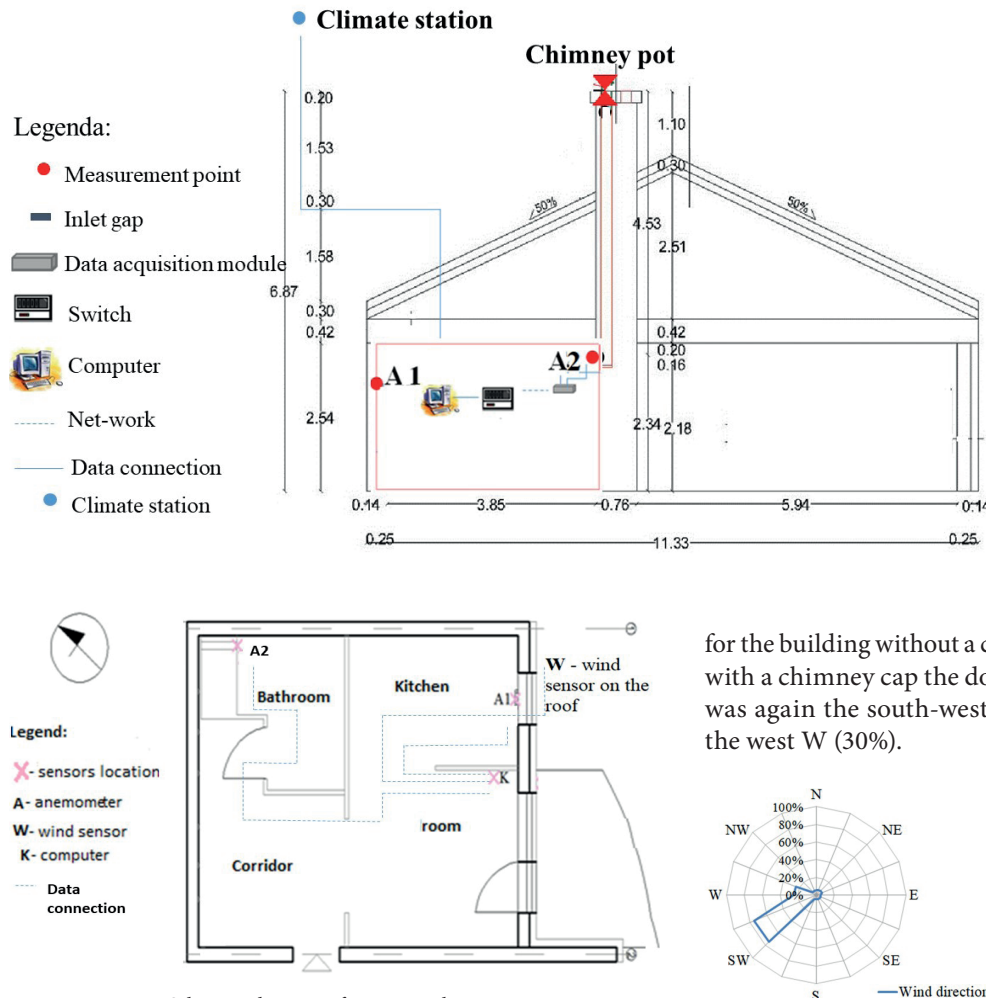 Climate station
Chimney pot
Legenda:
Measurement point
Inlet gap
Data acquisition module
Switch
Computer
Net-work
Data connection
Climate station
0.20
1.53
0.30
1.58
6.87
0.30
0.42
2.54
50%
50%
1.10
0.30
4.53
2.51
0.42
0.20
0.16
2.34
2.18
A1
A2
0.14
3.85
0.76
5.94
0.14
0.25
11.33
0.25
Legend:
X- sensors location
A- anemometer
W- wind sensor
K- computer
Data
connection
A2
Bathroom
Kitchen
A1
W - wind
sensor on the
roof
K
room
Corridor
for the building without a c
with a chimney cap the do
was again the south-west
the west W (30%).
N
100%
80%
60%
40%
20%
0%
NW
NE
W
E
SW
SE
S
Wind direction